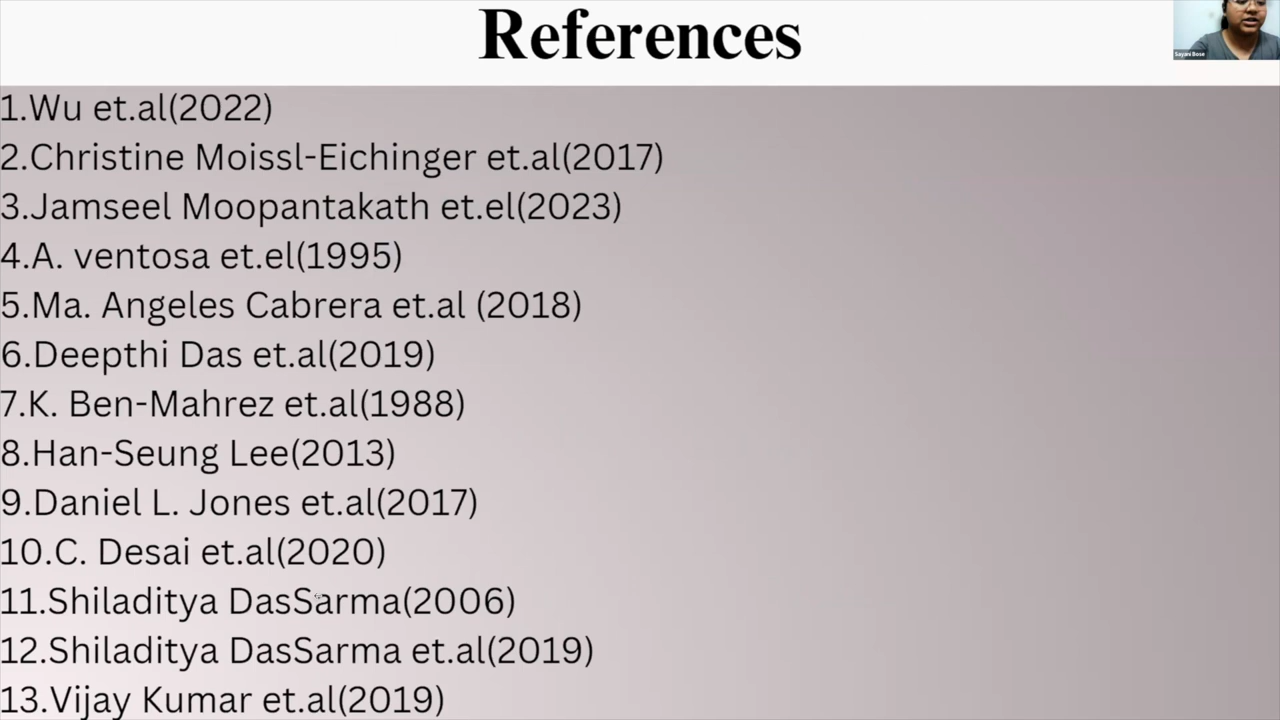 References
Sayani Bose
1.Wu et.al(2022)
2.Christine Moissl-Eichinger et.al(2017)
3.Jamseel Moopantakath et.el(2023)
4.A. ventosa et.el(1995)
5.Ma. Angeles Cabrera et.al (2018)
6.Deepthi Das et.al(2019)
7.K. Ben-Mahrez et.al(1988)
8.Han-Seung Lee(2013)
9.Daniel L. Jones et.al(2017)
10.C. Desai et.al(2020)
11.Shiladitya DasSarma(2006)
12.Shiladitya DasSarma et.al(2019)
13.Vijay Kumar et.al(2019)